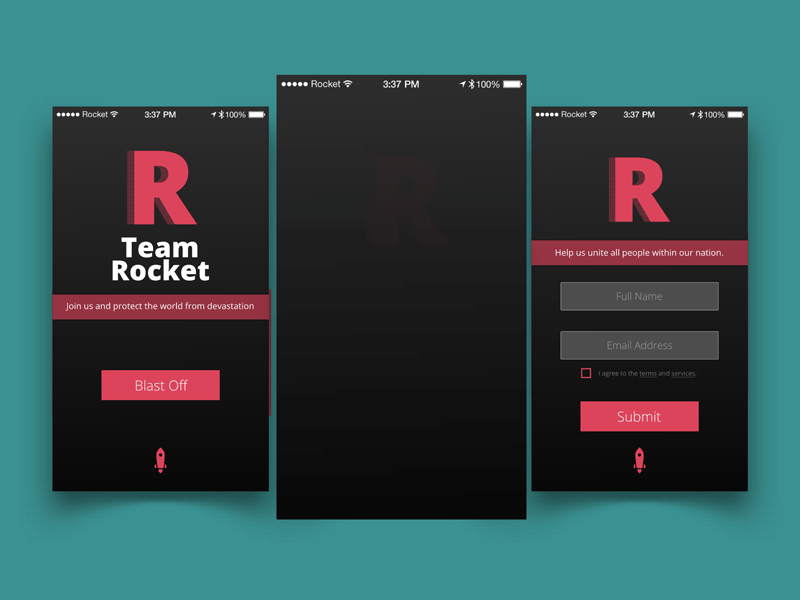 Rocket 3:37 PM 100%
R
Team
Rocket
Join us and protect the world from devastation
Blast Off
Rocket 3:37 PM 100%
R
Rocket 3:37 PM 100%
R
Help us unite all people within our nation.
Full Name
Email Address
I agree to the terms and services.
Submit